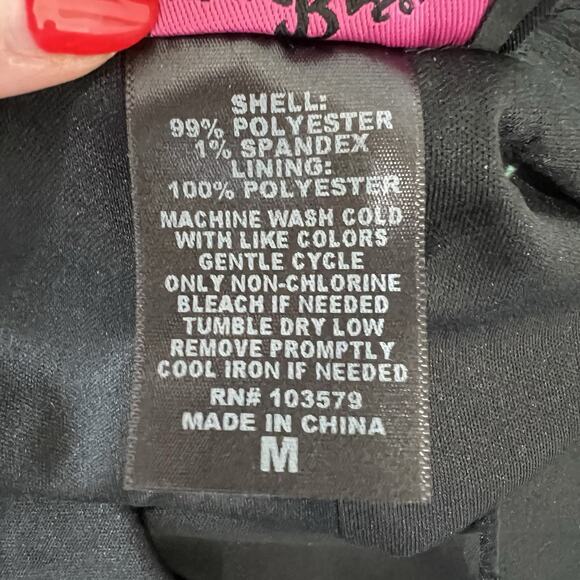 SHELL:
99% POLYESTER
1% SPANDEX
LINING:
100% POLYESTER
MACHINE WASH COLD
WITH LIKE COLORS
GENTLE CYCLE
ONLY NON-CHLORINE
BLEACH IF NEEDED
TUMBLE DRY LOW
REMOVE PROMPTLY
COOL IRON IF NEEDED
RN# 103579
MADE IN CHINA
M